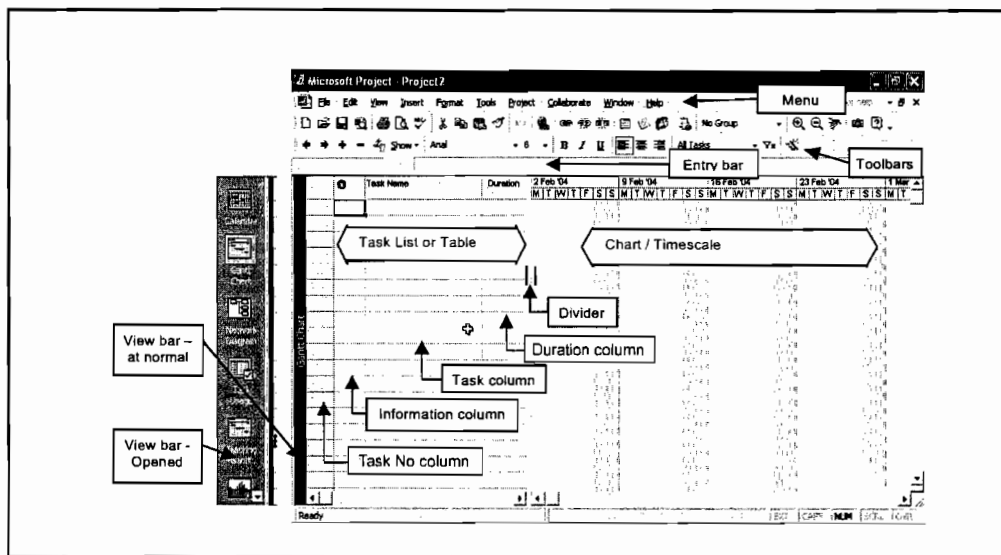 Microsoft Project - Project2
File Edit View Insert Format Tools Project Collaborate Window Help
Menu
No Group
Show Arial 8 B I U All Tasks
Entry bar
Toolbars
Task Name Duration 2 Feb '04 9 Feb '04 16 Feb '04 23 Feb '04 1 Mar
M T W T F S S M T W T F S S M T W T F S S M T W T F S S M T
Calendar
Task List or Table
Chart / Timescale
Gantt Chart
Divider
Network Diagram
View bar –
at normal
Duration column
Task column
Information column
View bar -
Opened
Task No column
Gantt Chart
Ready
EXT CAPS NUM SCRL OVR